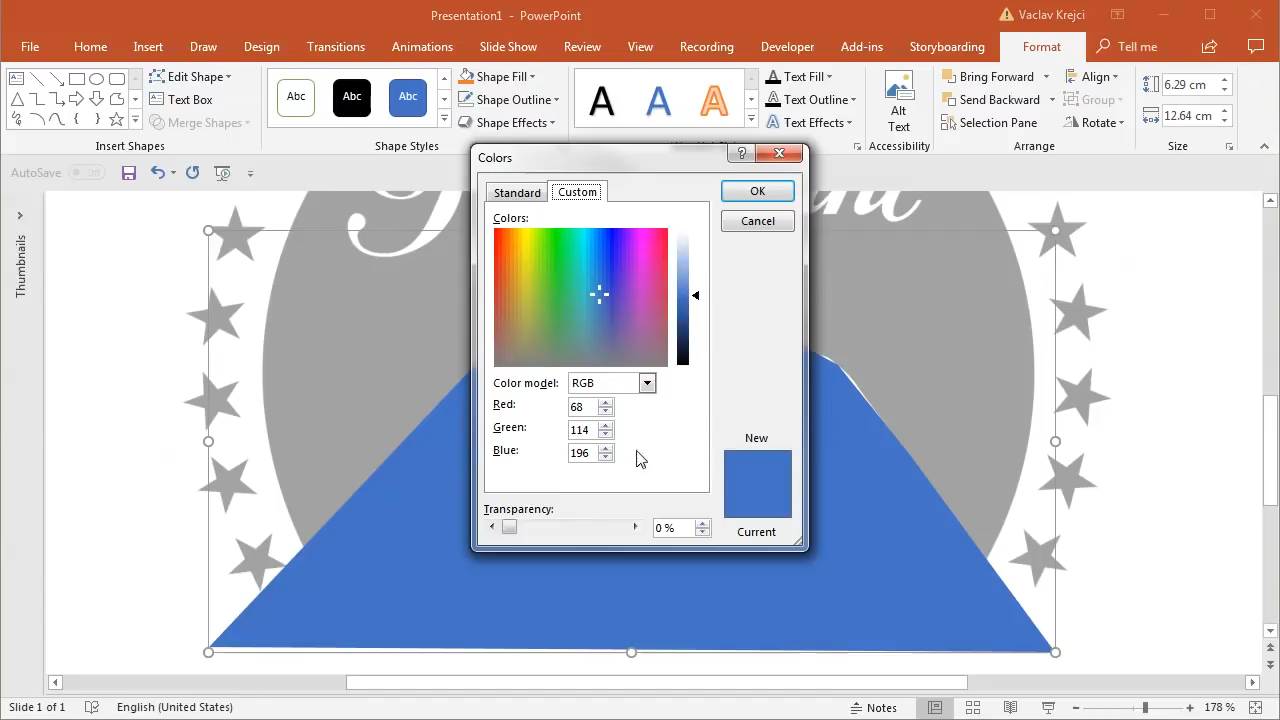 Presentation1 - PowerPoint
Vaclav Krejci
File Home Insert Draw Design Transitions Animations Slide Show Review View Recording Developer Add-ins Storyboarding Format Tell me
Edit Shape
Merge Shapes
Insert Shapes
Abc Abc Abc
Shape Fill
Shape Outline
Shape Effects
Shape Styles
A A A
Text Fill
Text Outline
Text Effects
Alt
Text
Accessibility
Bring Forward
Send Backward
Selection Pane
Align
Group
Rotate
Arrange
6.29 cm
12.64 cm
Size
AutoSave Off
Thumbnails
Colors
Standard Custom
OK
Cancel
Colors:
Color model: RGB
Red: 68
Green: 114
Blue: 196
Transparency:
0 %
New
Current
Slide 1 of 1 English (United States) Notes 178 %